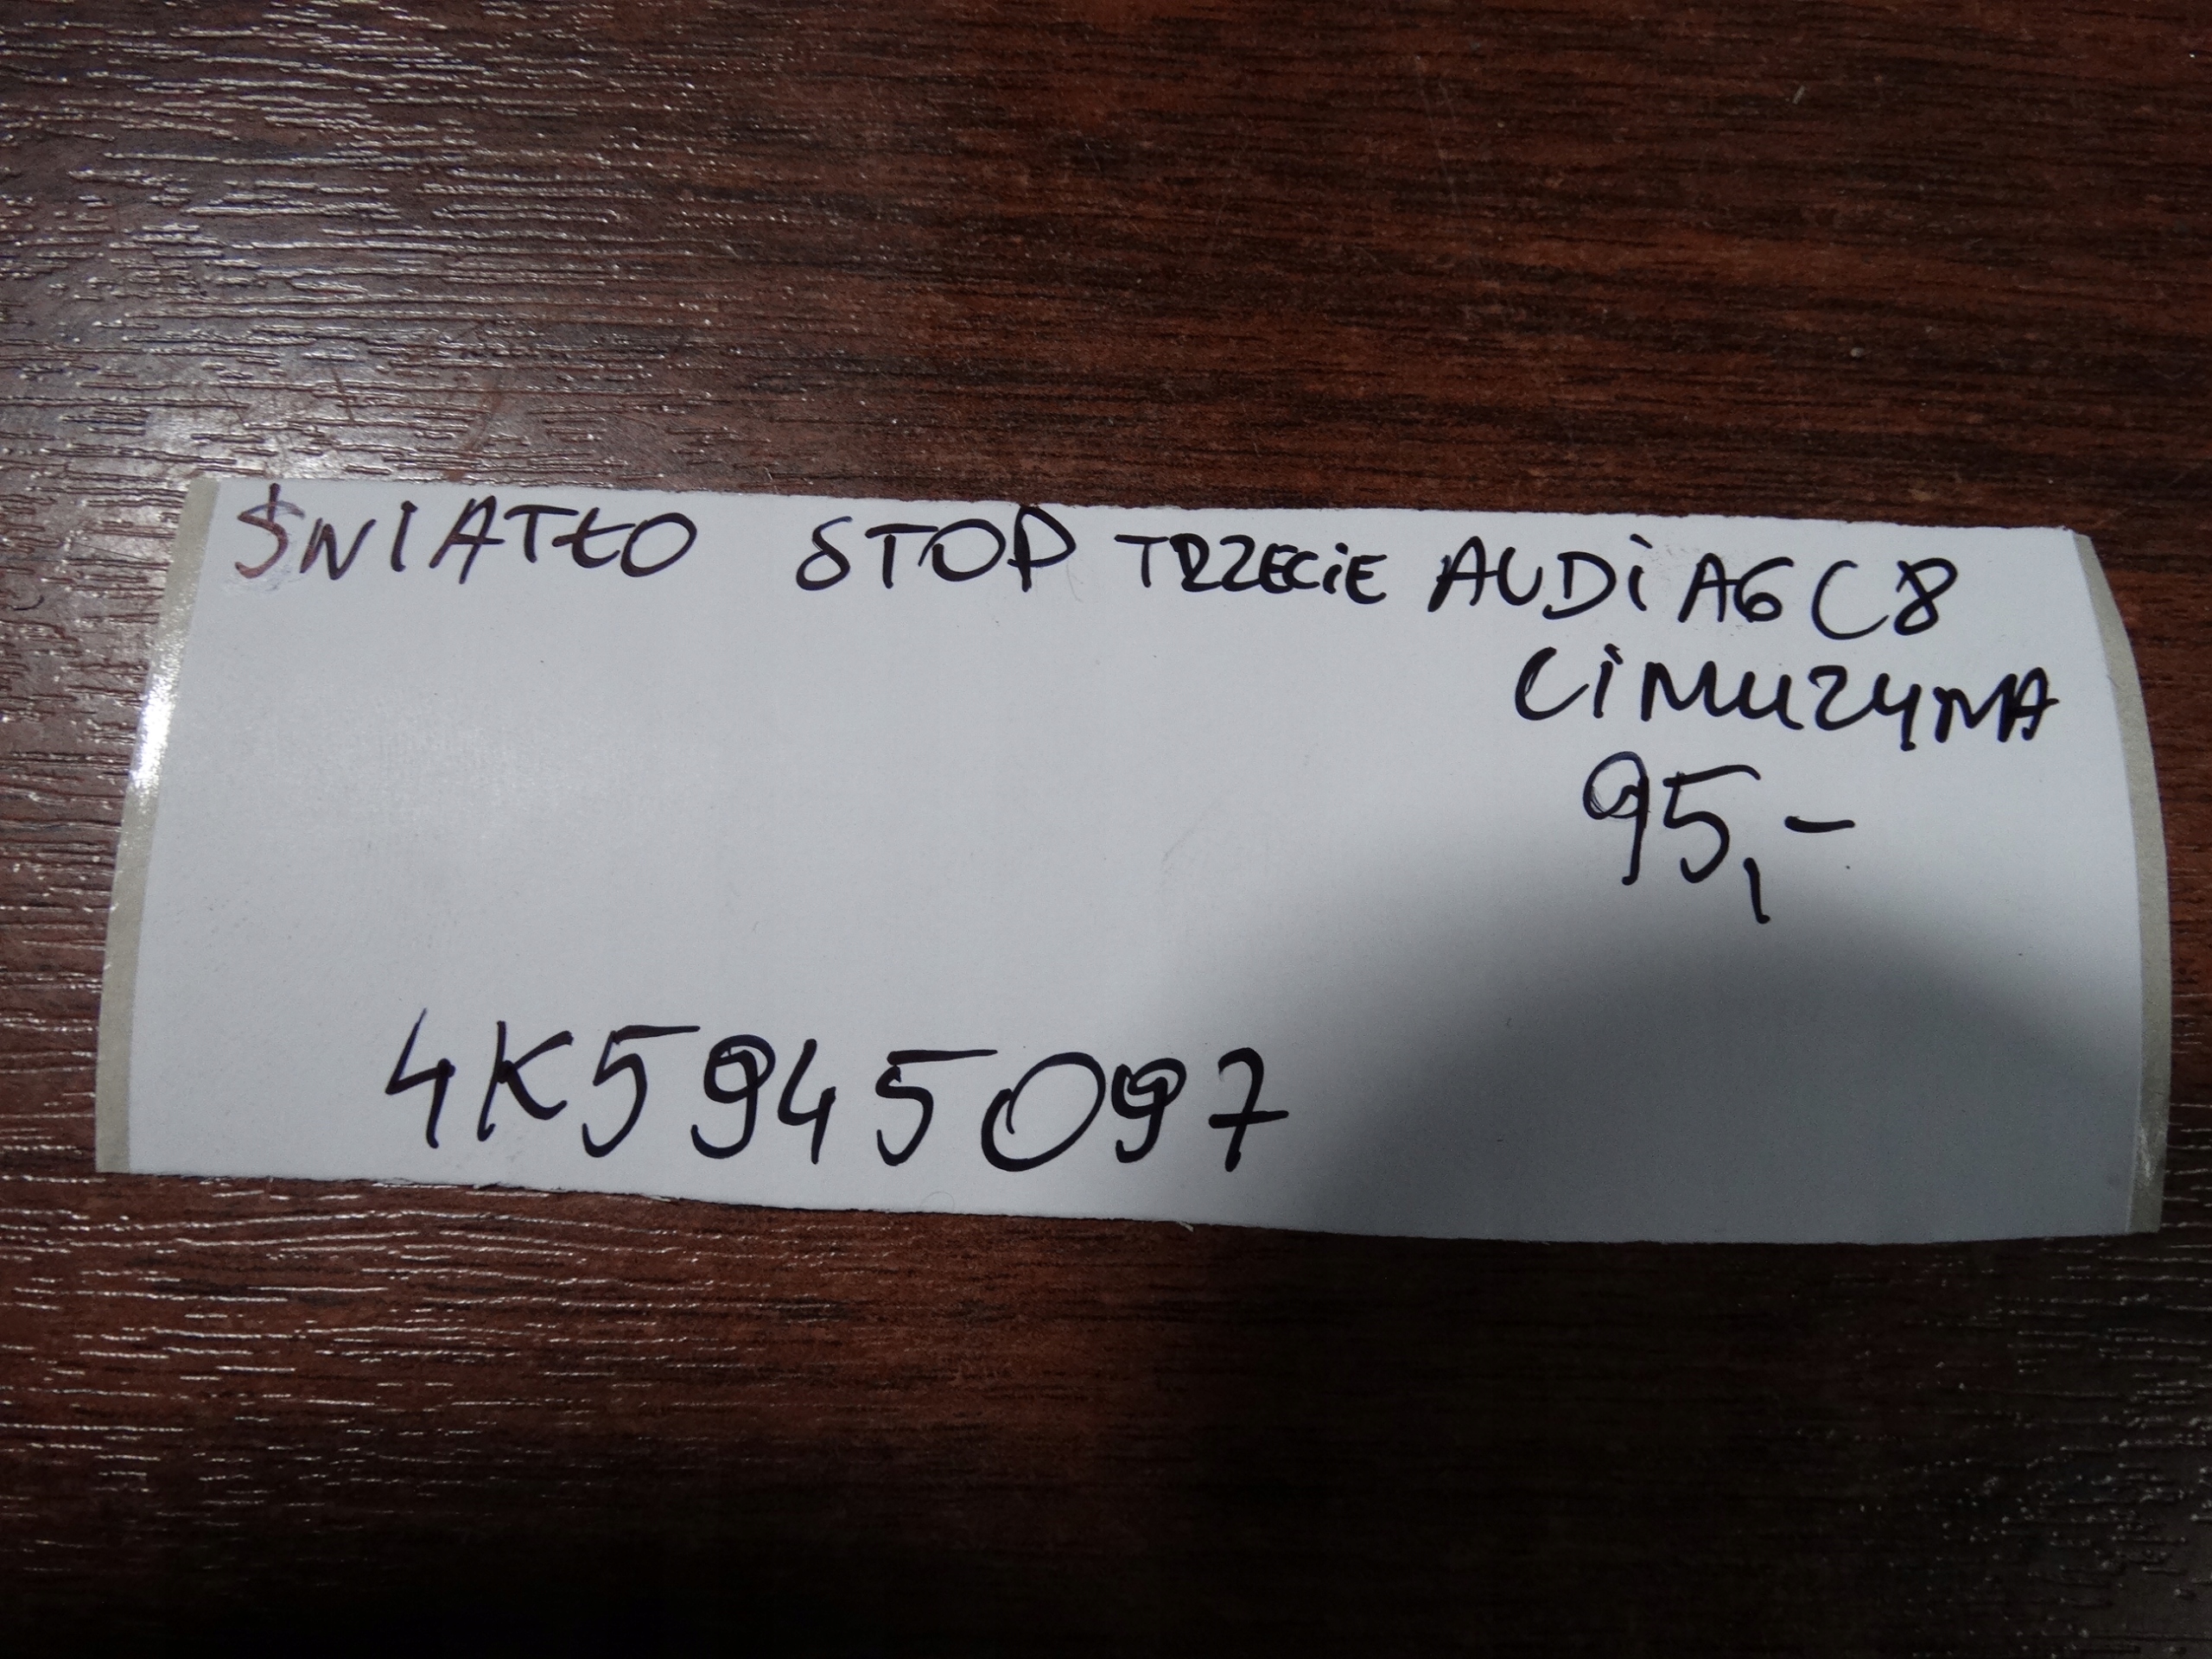 ŚWIATŁO STOP TRZECIE AUDi A6 C8
LiMUZYNA
95,-
4K5945097